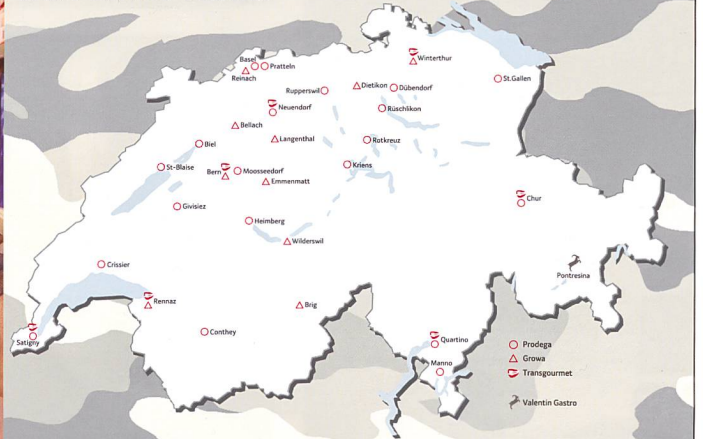 Winterthur
Basel
Pratteln
Reinach
St.Gallen
Dietikon
Dübendorf
Rupperswil
Neuendorf
Rüschlikon
Bellach
Langenthal
Rotkreuz
Biel
Kriens
St-Blaise
Bern
Moosseedorf
Emmenmatt
Chur
Givisiez
Heimberg
Wilderswil
Crissier
Pontresina
Rennaz
Brig
Conthey
Satigny
Quartino
Manno
Prodega
Growa
Transgourmet
Valentin Gastro